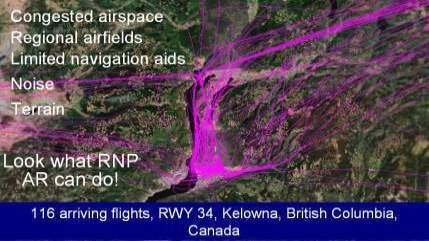 Congested airspace
Regional airfields
Limited navigation aids
Noise
Terrain
Look what RNP
AR can do!
116 arriving flights, RWY 34, Kelowna, British Columbia,
Canada